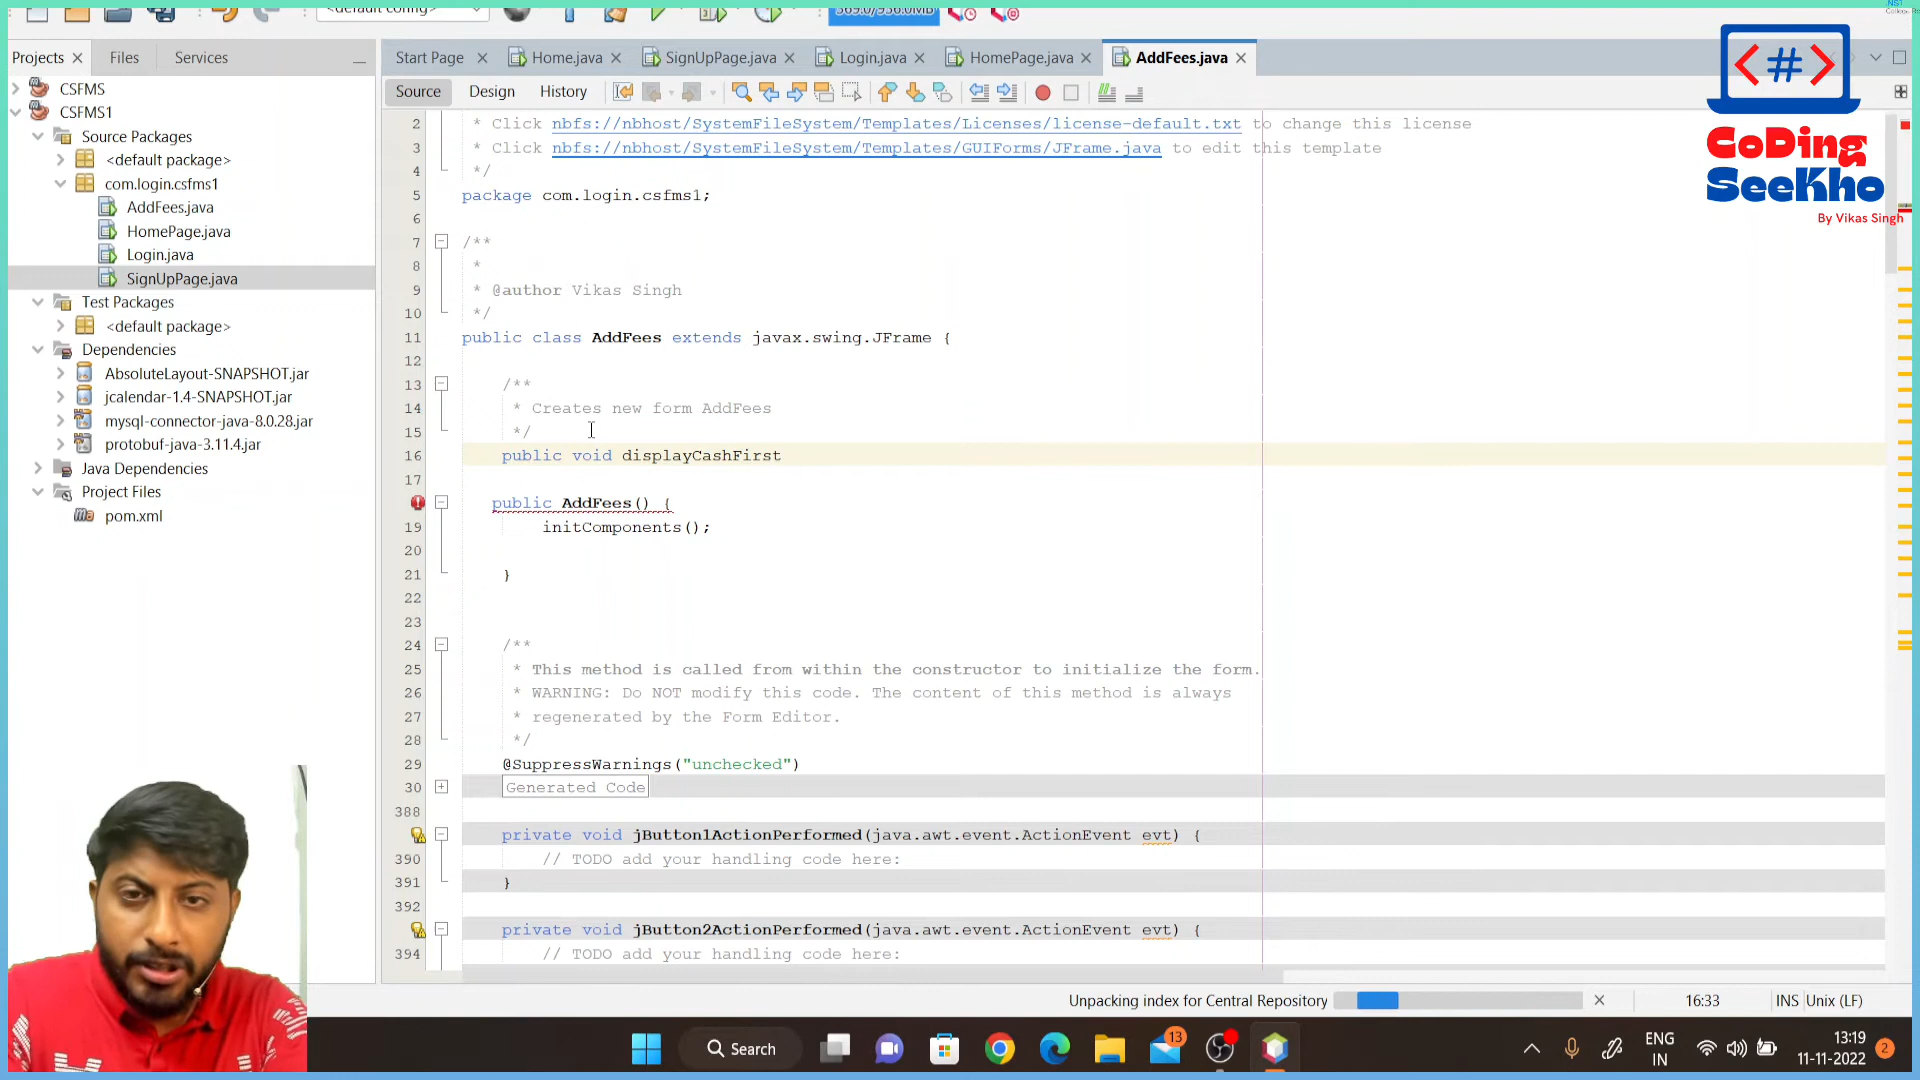 <default config>
369.0/936.0MB
Projects
Files
Services
Start Page
Home.java
SignUpPage.java
Login.java
HomePage.java
AddFees.java
Source
Design
History
<#>
CoDing
SeeKho
By Vikas Singh
CSFMS
CSFMS1
Source Packages
<default package>
com.login.csfms1
AddFees.java
HomePage.java
Login.java
SignUpPage.java
Test Packages
<default package>
Dependencies
AbsoluteLayout-SNAPSHOT.jar
jcalendar-1.4-SNAPSHOT.jar
mysql-connector-java-8.0.28.jar
protobuf-java-3.11.4.jar
Java Dependencies
Project Files
pom.xml
2 * Click nbfs://nbhost/SystemFileSystem/Templates/Licenses/license-default.txt to change this license
3 * Click nbfs://nbhost/SystemFileSystem/Templates/GUIForms/JFrame.java to edit this template
4 */
5 package com.login.csfms1;
6
7 /**
8 *
9 * @author Vikas Singh
10 */
11 public class AddFees extends javax.swing.JFrame {
12
13 /**
14 * Creates new form AddFees
15 */
16 public void displayCashFirst
17
public AddFees() {
19 initComponents();
20
21 }
22
23
24 /**
25 * This method is called from within the constructor to initialize the form.
26 * WARNING: Do NOT modify this code. The content of this method is always
27 * regenerated by the Form Editor.
28 */
29 @SuppressWarnings("unchecked")
30 Generated Code
388
private void jButton1ActionPerformed(java.awt.event.ActionEvent evt) {
390 // TODO add your handling code here:
391 }
392
private void jButton2ActionPerformed(java.awt.event.ActionEvent evt) {
394 // TODO add your handling code here:
Unpacking index for Central Repository
16:33
INS
Unix (LF)
Search
13
ENG
IN
13:19
11-11-2022
2